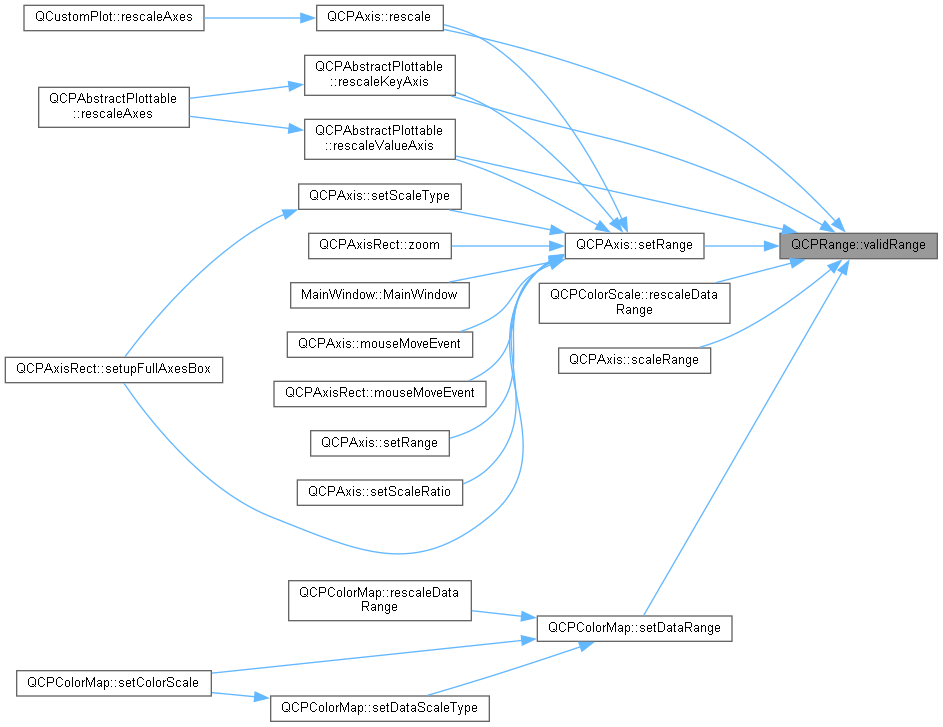 QCustomPlot::rescaleAxes
QCPAxis::rescale
QCPAbstractPlottable
::rescaleKeyAxis
QCPAbstractPlottable
::rescaleAxes
QCPAbstractPlottable
::rescaleValueAxis
QCPAxis::setScaleType
QCPAxisRect::zoom
QCPAxis::setRange
QCPRange::validRange
MainWindow::MainWindow
QCPColorScale::rescaleData
Range
QCPAxis::mouseMoveEvent
QCPAxis::scaleRange
QCPAxisRect::setupFullAxesBox
QCPAxisRect::mouseMoveEvent
QCPAxis::setRange
QCPAxis::setScaleRatio
QCPColorMap::rescaleData
Range
QCPColorMap::setDataRange
QCPColorMap::setColorScale
QCPColorMap::setDataScaleType